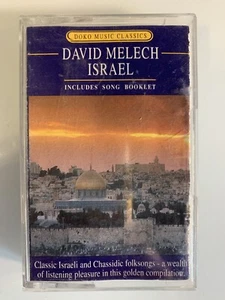 DOKO MUSIC CLASSICS
DAVID MELECH
ISRAEL
INCLUDES SONG BOOKLET
Classic Israeli and Chassidic folksongs - a wealth
of listening pleasure in this golden compilation.